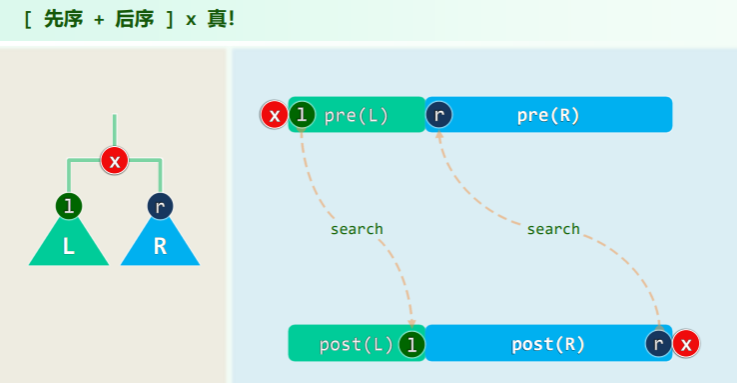 [ 先序 + 后序 ] x 真!
x
l
r
L
R
x
l
pre(L)
r
pre(R)
search
search
post(L)
l
post(R)
r
x